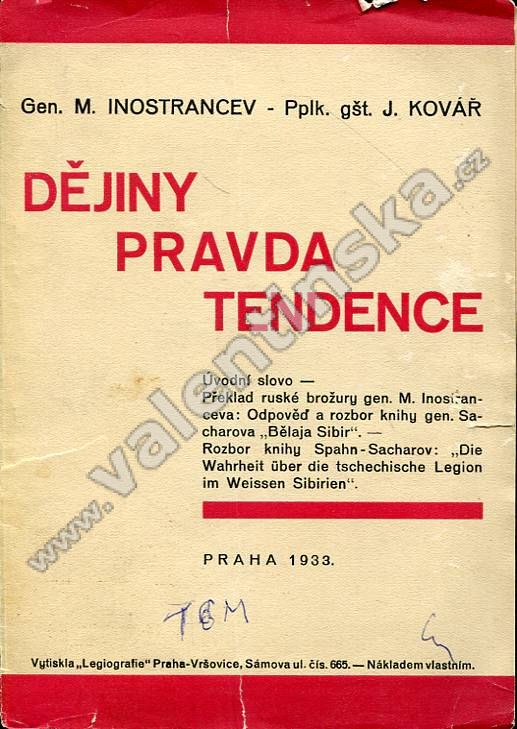 Gen. M. INOSTRANCEV - Pplk. gšt. J. KOVÁŘ
DĚJINY
PRAVDA
TENDENCE
Úvodní slovo —
Překlad ruské brožury gen. M. Inostran-
ceva: Odpověď a rozbor knihy gen. Sa-
charova „Bělaja Sibir“. —
Rozbor knihy Spahn-Sacharov: „Die
Wahrheit über die tschechische Legion
im Weissen Sibirien“.
PRAHA 1933.
Vytiskla „Legiografie“ Praha-Vršovice, Sámova ul. čís. 665. — Nákladem vlastním.
www.valentinska.cz